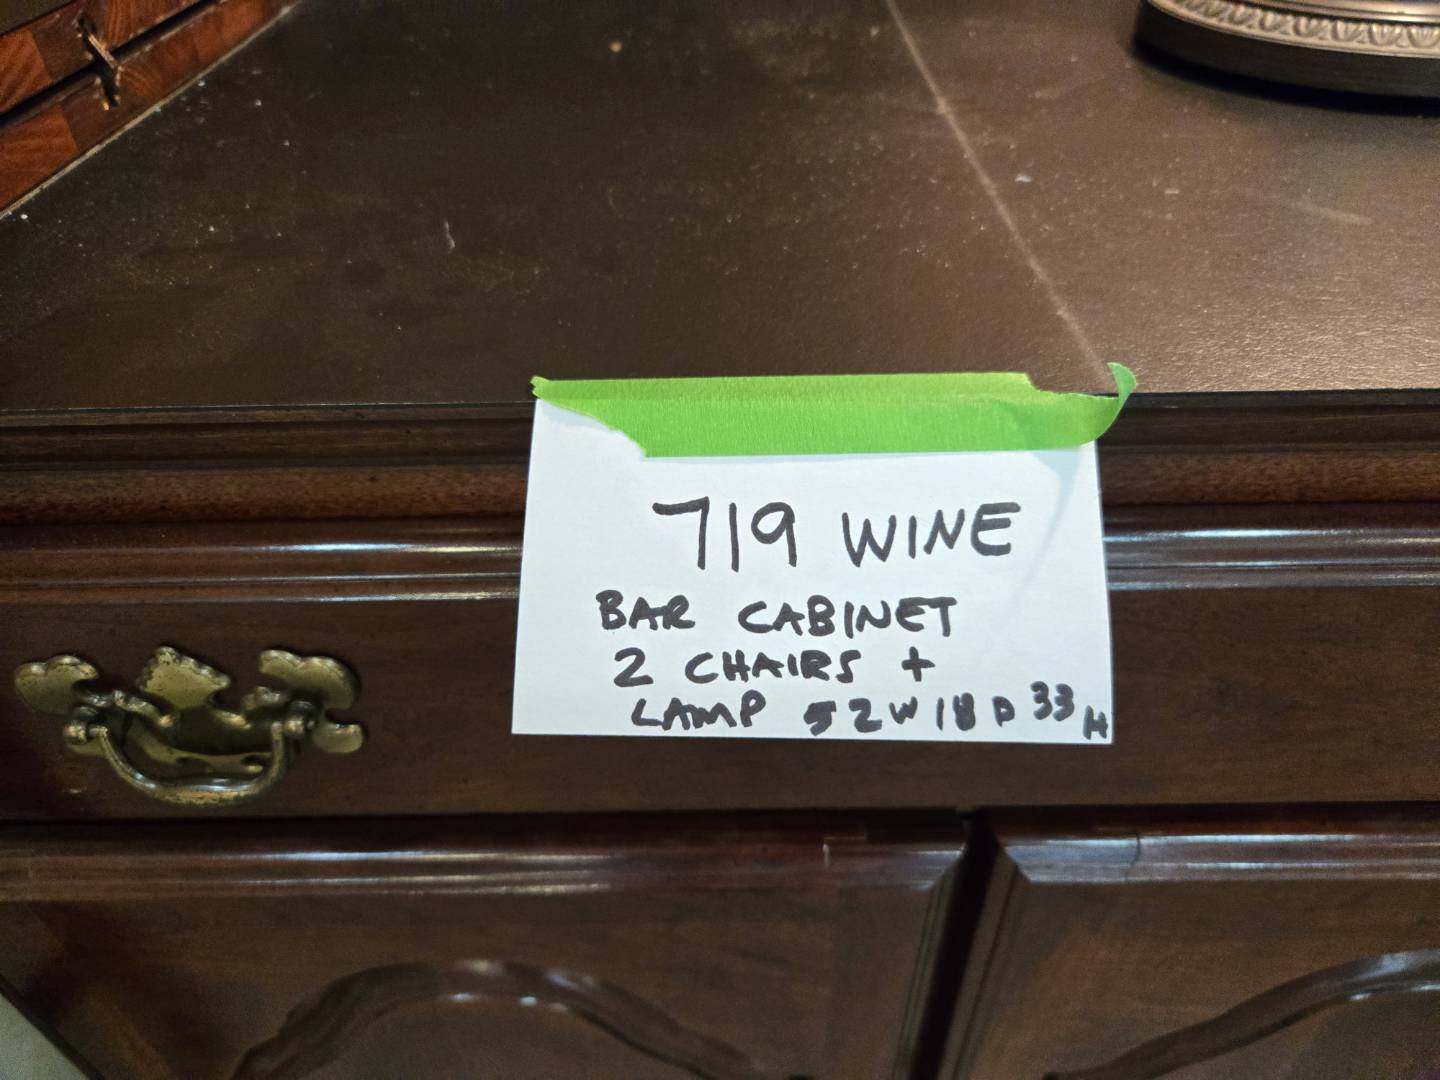 719 WINE
BAR CABINET
2 CHAIRS +
LAMP 52W 18D 33H